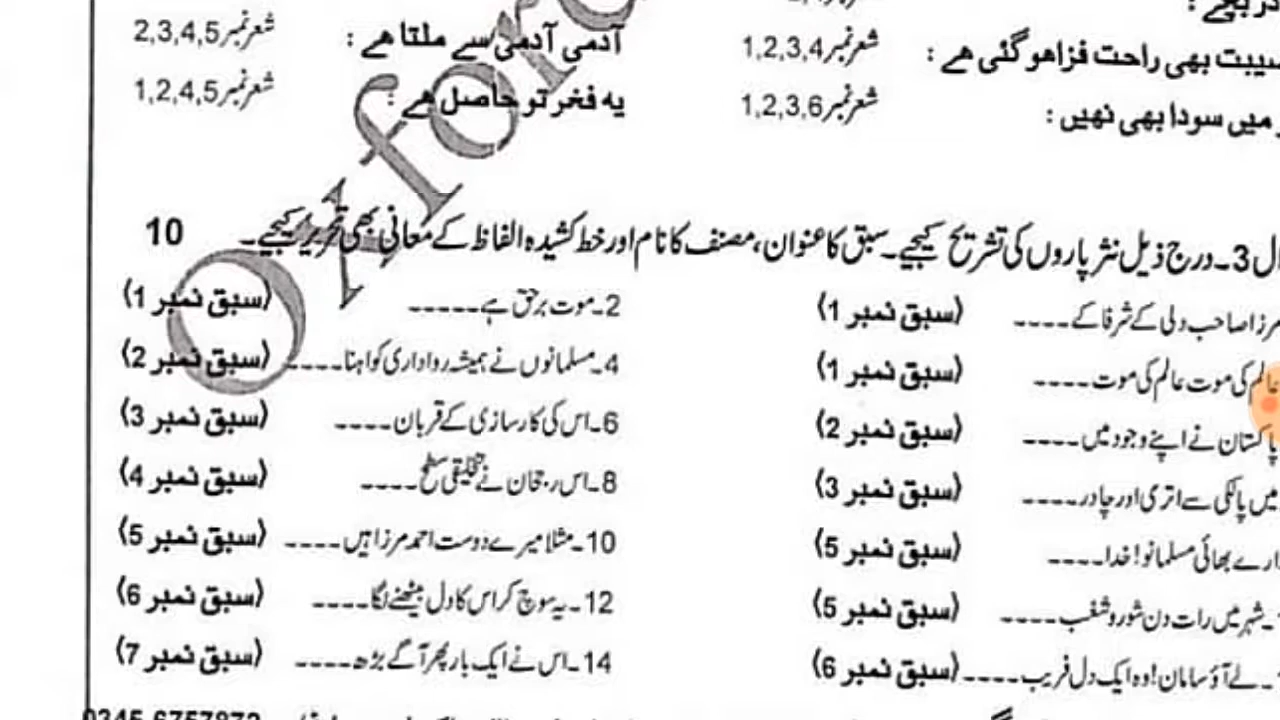 دریچے :
صیبت بھی راحت فزا ہو گئی ہے : شعرنمبر 1,2,3,4 آدمی آدمی سے ملتا ہے : شعرنمبر 2,3,4,5
میں سودا بھی نہیں : شعرنمبر 1,2,3,6 یہ فخر تو حاصل ہے : شعرنمبر 1,2,4,5
ال 3۔ درج ذیل نثر پاروں کی تشریح کیجیے۔ سبق کا عنوان، مصنف کا نام اور خط کشیدہ الفاظ کے معانی بھی تحریر کیجیے۔ 10
مرزا صاحب دلی کے شرفا کے ---- (سبق نمبر 1) 2۔ موت برحق ہے ----- (سبق نمبر 1)
عالم کی موت عالم کی موت ---- (سبق نمبر 1) 4۔ مسلمانوں نے ہمیشہ رواداری کو اپنا ---- (سبق نمبر 2)
پاکستان نے اپنے وجود میں ---- (سبق نمبر 2) 6۔ اس کی کارسازی کے قربان ---- (سبق نمبر 3)
میں پالکی سے اتری اور چادر ---- (سبق نمبر 3) 8۔ اس رجحان نے تخلیقی سطح ---- (سبق نمبر 4)
ارے بھائی مسلمانو! خدا ---- (سبق نمبر 5) 10۔ مثلا میرے دوست احمد مرزا ہیں ---- (سبق نمبر 5)
۔ شہر میں رات دن شور و شغب ---- (سبق نمبر 5) 12۔ یہ سوچ کر اس کا دل بیٹھنے لگا ---- (سبق نمبر 6)
۔ لے آؤ سامان! وہ ایک دل فریب ---- (سبق نمبر 6) 14۔ اس نے ایک بار پھر آگے بڑھ ---- (سبق نمبر 7)
0345-6757872